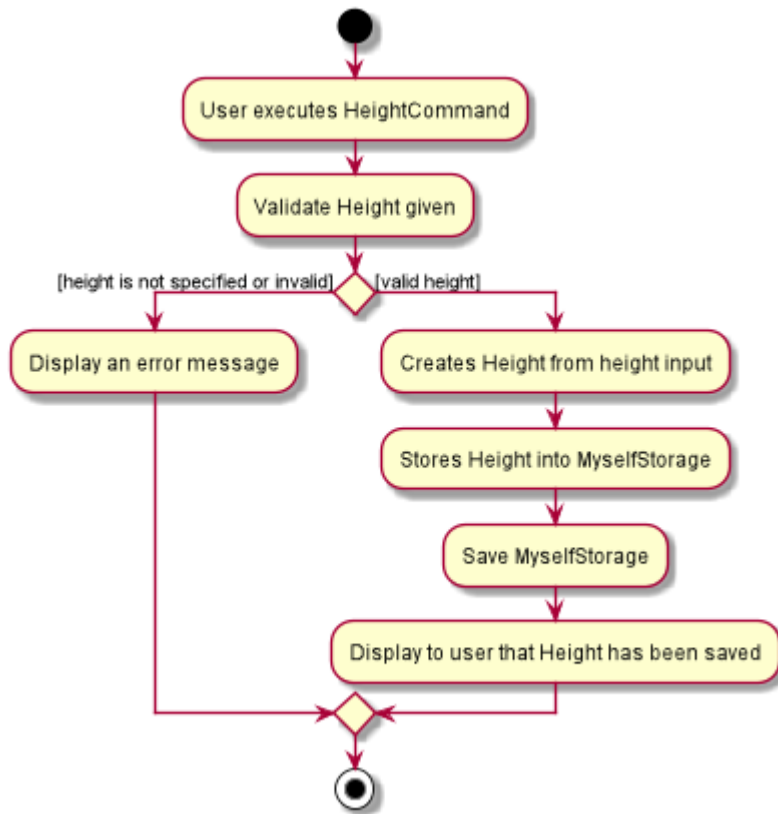 User executes HeightCommand
Validate Height given
[height is not specified or invalid]
[valid height]
Display an error message
Creates Height from height input
Stores Height into MyselfStorage
Save MyselfStorage
Display to user that Height has been saved